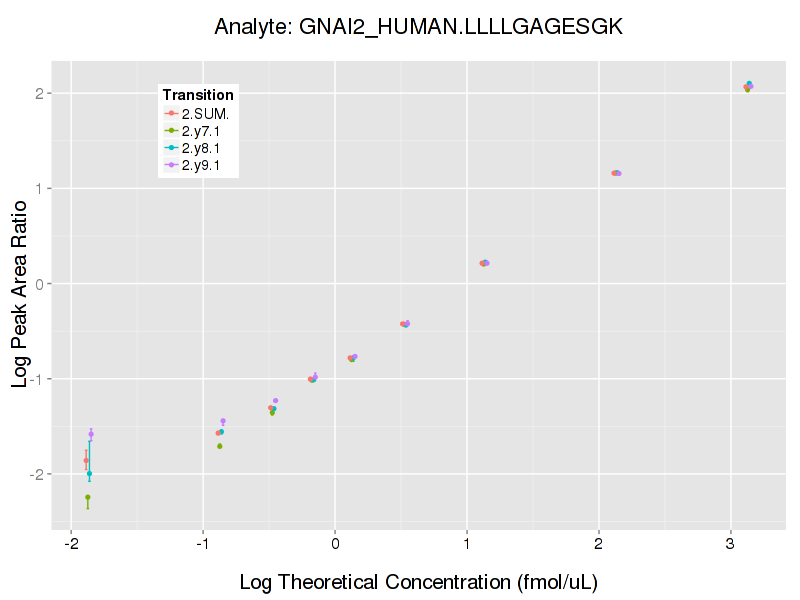 Analyte: GNAI2_HUMAN.LLLLGAGESGK
Transition
2.SUM.
2.y7.1
2.y8.1
2.y9.1
Log Peak Area Ratio
2
1
0
-1
-2
-2 -1 0 1 2 3
Log Theoretical Concentration (fmol/uL)